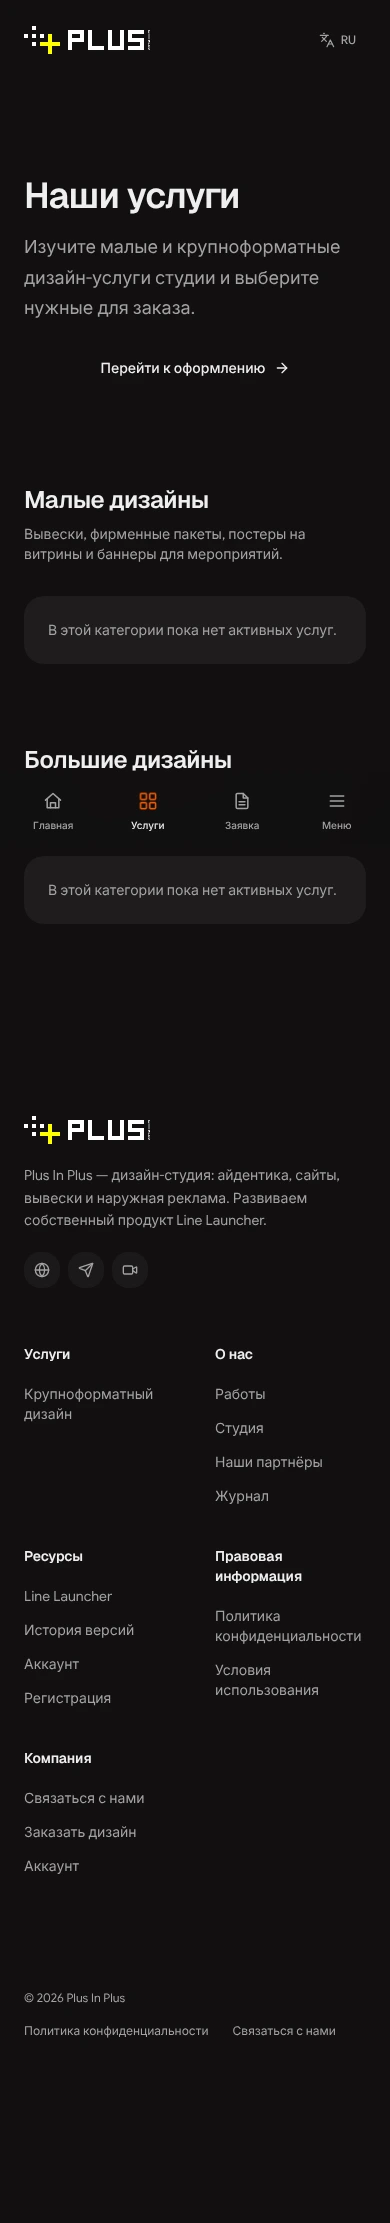 PLUS
RU
Наши услуги
Изучите малые и крупноформатные
дизайн-услуги студии и выберите
нужные для заказа.
Перейти к оформлению
Малые дизайны
Вывески, фирменные пакеты, постеры на
витрины и баннеры для мероприятий.
В этой категории пока нет активных услуг.
Большие дизайны
Главная Услуги Заявка Меню
В этой категории пока нет активных услуг.
PLUS
Plus In Plus — дизайн-студия: айдентика, сайты,
вывески и наружная реклама. Развиваем
собственный продукт Line Launcher.
Услуги
Крупноформатный
дизайн
О нас
Работы
Студия
Наши партнёры
Журнал
Ресурсы
Line Launcher
История версий
Аккаунт
Регистрация
Правовая
информация
Политика
конфиденциальности
Условия
использования
Компания
Связаться с нами
Заказать дизайн
Аккаунт
© 2026 Plus In Plus
Политика конфиденциальности Связаться с нами